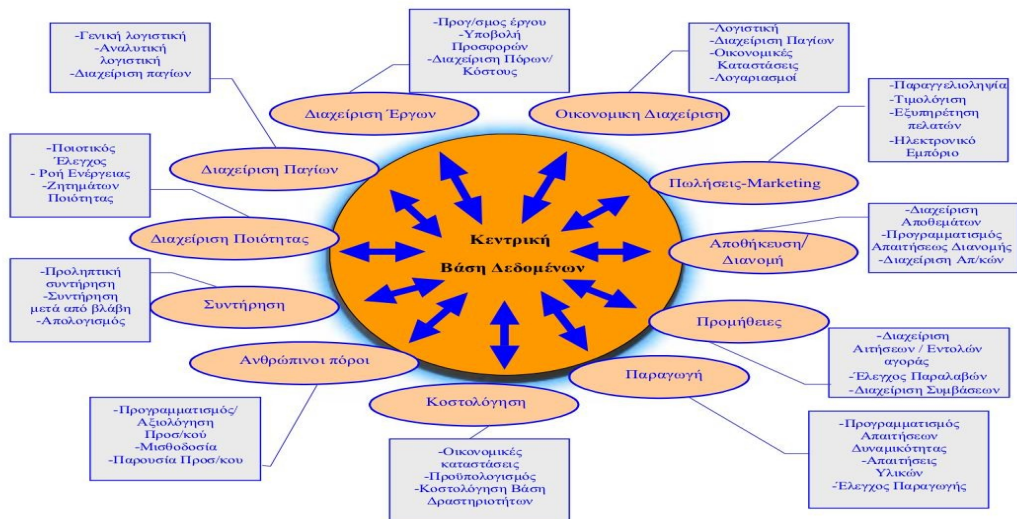 -Γενική λογιστική
-Αναλυτική
λογιστική
-Διαχείριση παγίων
-Προγ/σμος έργου
-Υποβολή
Προσφορών
-Διαχείριση Πόρων/
Κόστους
-Λογιστική
-Διαχείριση Παγίων
-Οικονομικές
Καταστάσεις
-Λογαριασμοί
-Παραγγελιοληψία
-Τιμολόγιση
-Εξυπηρέτηση
πελατών
-Ηλεκτρονικό
Εμπόριο
Διαχείριση Έργων
Οικονομικη Διαχείριση
-Ποιοτικός
Έλεγχος
- Ροή Ενέργειας
-Ζητημάτων
Ποιότητας
Διαχείριση Παγίων
Πωλήσεις-Marketing
Διαχείριση Ποιότητας
Κεντρική
Βάση Δεδομένων
Αποθήκευση/
Διανομή
-Διαχείριση
Αποθεμάτων
-Προγραμματισμός
Απαιτήσεως Διανομής
-Διαχείριση Απ/κών
-Προληπτική
συντήρηση
-Συντήρηση
μετά από βλάβη
-Απολογισμός
Συντήρηση
Προμήθειες
Ανθρώπινοι πόροι
Παραγωγή
Κοστολόγηση
-Διαχείριση
Αιτήσεων / Εντολών
αγοράς
-Έλεγχος Παραλαβών
-Διαχείριση Συμβάσεων
-Προγραμματισμός/
Αξιολόγηση
Προσ/κού
-Μισθοδοσία
-Παρουσία Προσ/κου
-Οικονομικές
καταστάσεις
-Προϋπολογισμός
-Κοστολόγηση Βάση
Δραστηριοτήτων
-Προγραμματισμός
Απαιτήσεων
Δυναμικότητας
-Απαιτήσεις
Υλικών
-Έλεγχος Παραγωγής